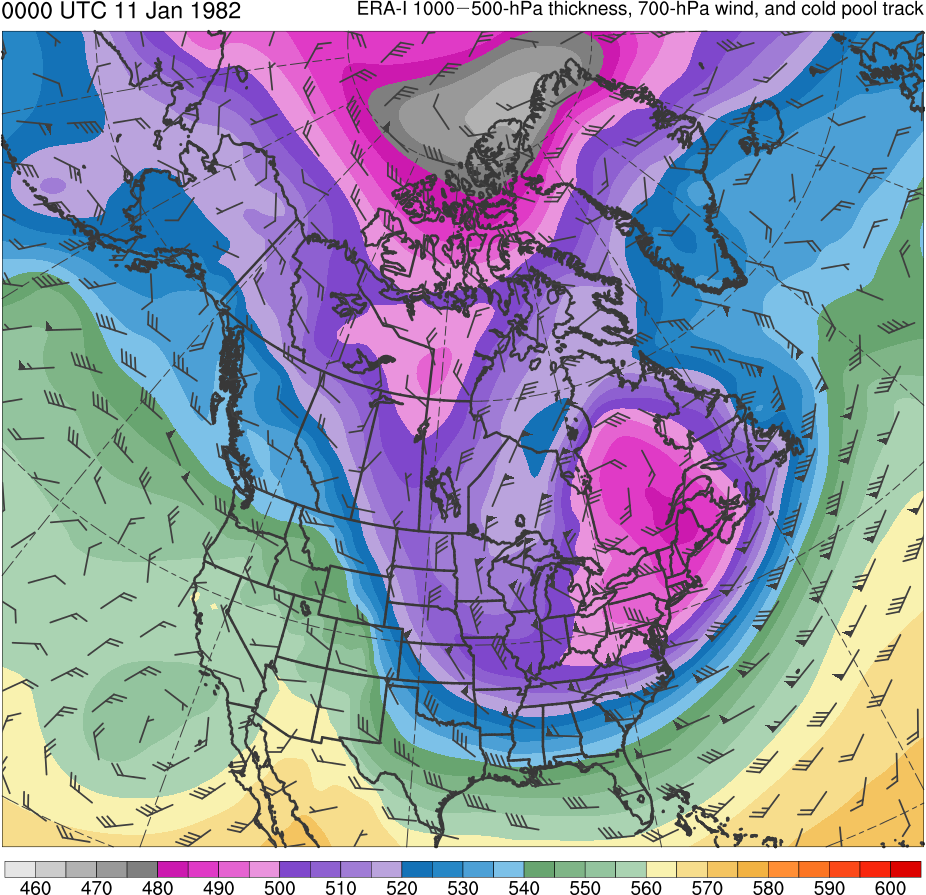 0000 UTC 11 Jan 1982
ERA-I 1000−500-hPa thickness, 700-hPa wind, and cold pool track
460 470 480 490 500 510 520 530 540 550 560 570 580 590 600